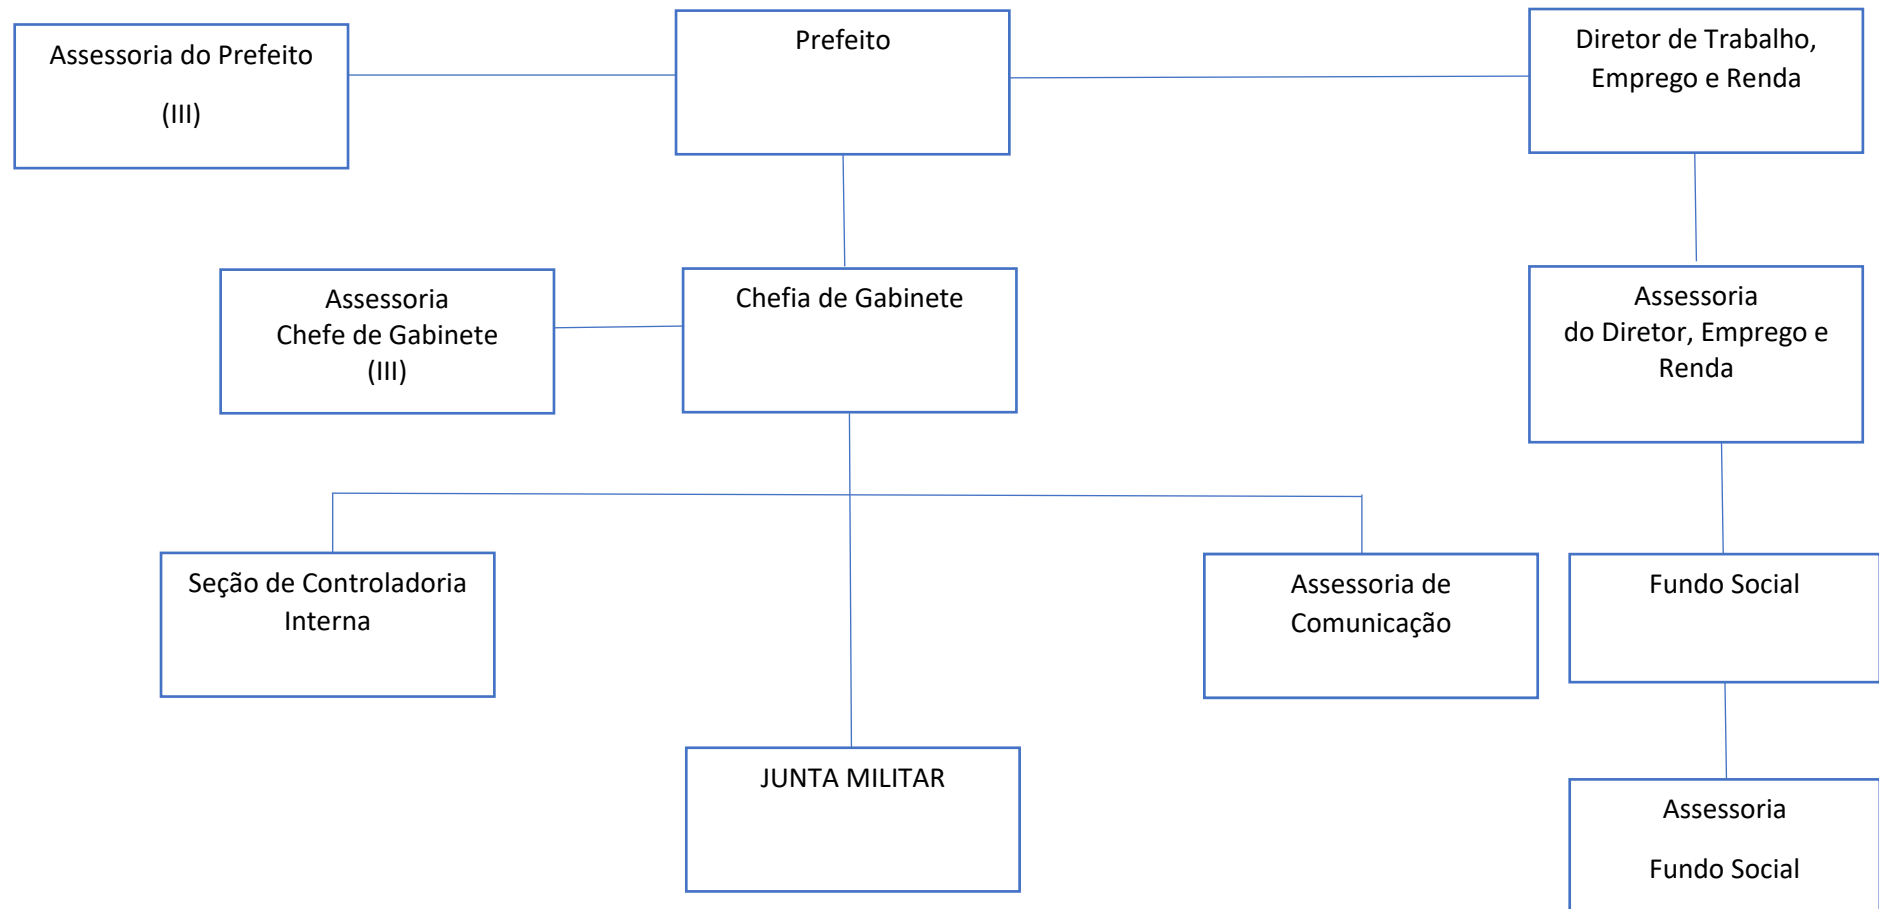 Assessoria do Prefeito
(III)
Prefeito
Diretor de Trabalho,
Emprego e Renda
Assessoria
Chefe de Gabinete
(III)
Chefia de Gabinete
Assessoria
do Diretor, Emprego e
Renda
Seção de Controladoria
Interna
Assessoria de
Comunicação
Fundo Social
JUNTA MILITAR
Assessoria
Fundo Social